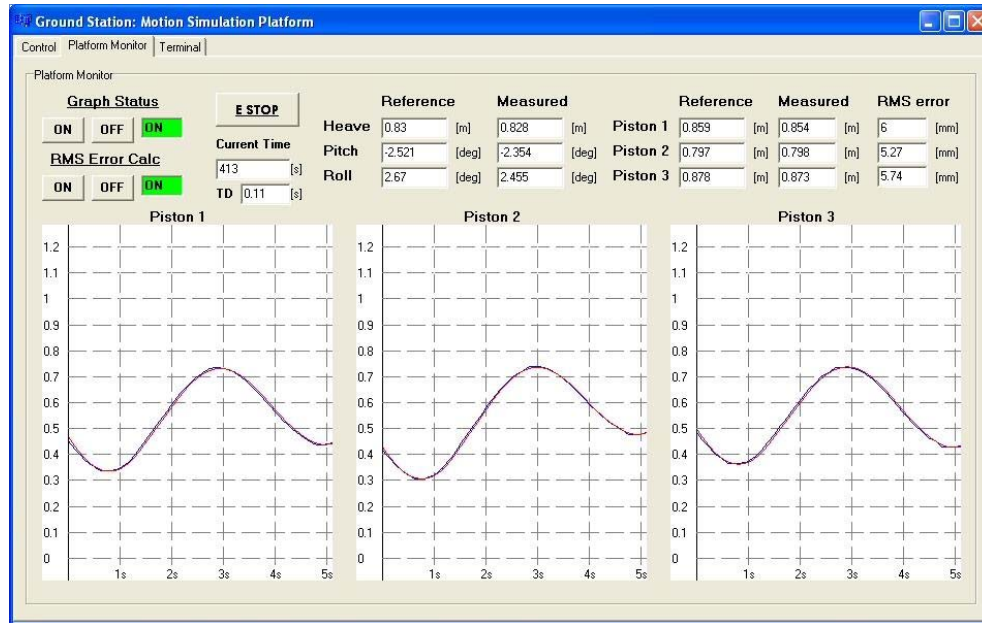 Ground Station: Motion Simulation Platform
Control Platform Monitor Terminal
Platform Monitor
Graph Status
ON OFF ON
RMS Error Calc
ON OFF ON
E STOP
Current Time
413 [s]
TD 0.11 [s]
Reference Measured
Heave 0.83 [m] 0.828 [m]
Pitch -2.521 [deg] -2.354 [deg]
Roll 2.67 [deg] 2.455 [deg]
Reference Measured RMS error
Piston 1 0.859 [m] 0.854 [m] 6 [mm]
Piston 2 0.797 [m] 0.798 [m] 5.27 [mm]
Piston 3 0.878 [m] 0.873 [m] 5.74 [mm]
Piston 1
1.2
1.1
1
0.9
0.8
0.7
0.6
0.5
0.4
0.3
0.2
0.1
0
1s 2s 3s 4s 5s
Piston 2
1.2
1.1
1
0.9
0.8
0.7
0.6
0.5
0.4
0.3
0.2
0.1
0
1s 2s 3s 4s 5s
Piston 3
1.2
1.1
1
0.9
0.8
0.7
0.6
0.5
0.4
0.3
0.2
0.1
0
1s 2s 3s 4s 5s